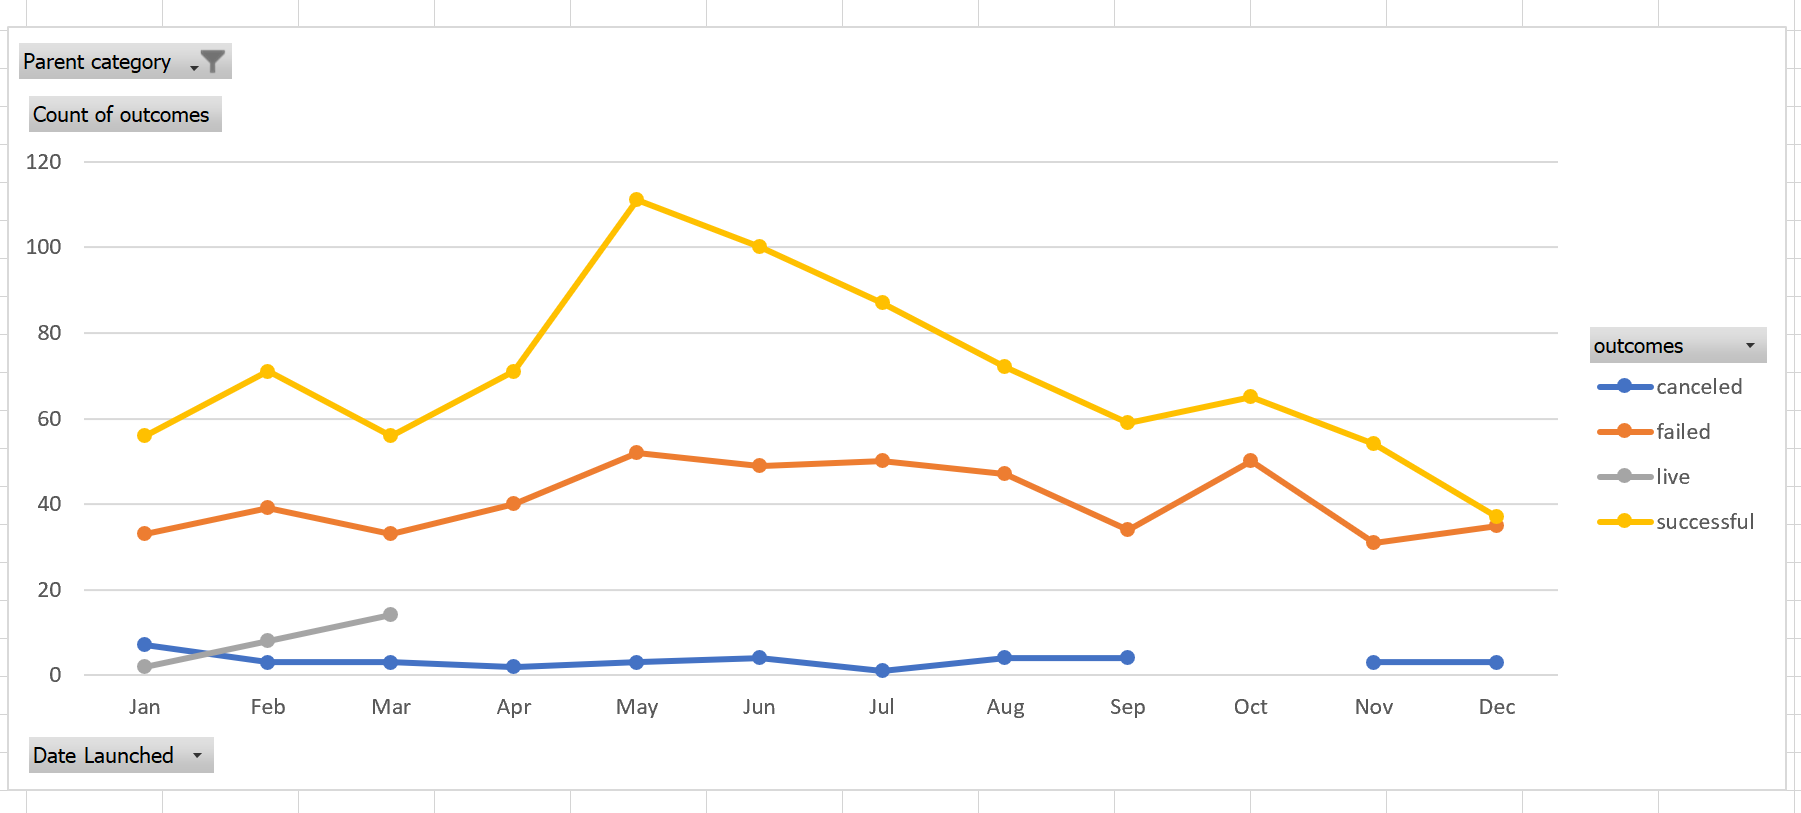 Parent category
Count of outcomes
120
100
80
60
40
20
0
Jan Feb Mar Apr May Jun Jul Aug Sep Oct Nov Dec
Date Launched
outcomes
canceled
failed
live
successful